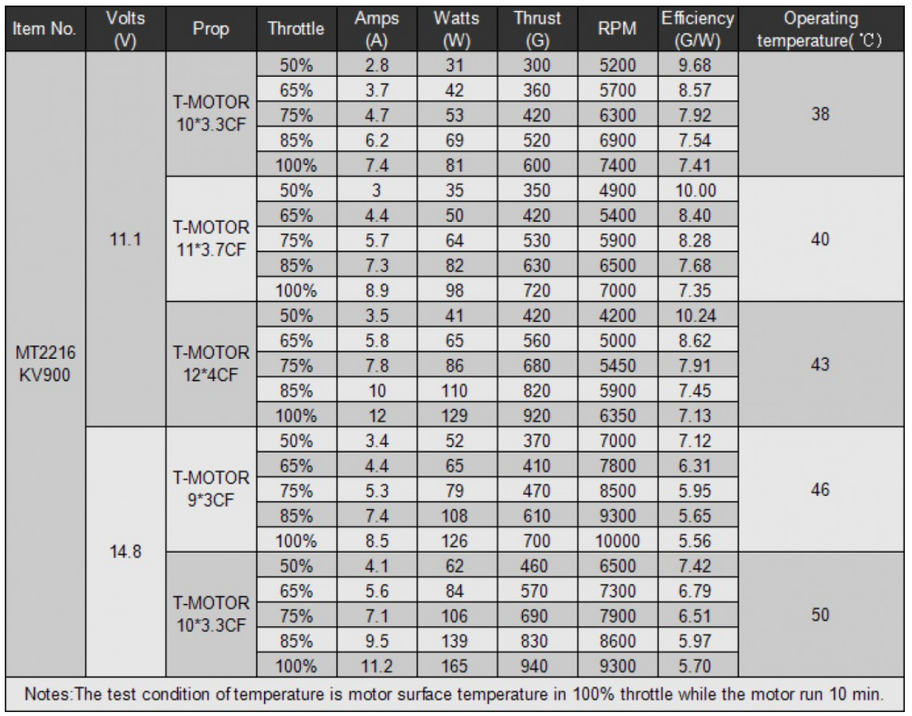 Item No. Volts (V) Prop Throttle Amps (A) Watts (W) Thrust (G) RPM Efficiency (G/W) Operating temperature( ℃)
MT2216 KV900 11.1 T-MOTOR 10*3.3CF 50% 2.8 31 300 5200 9.68 38
65% 3.7 42 360 5700 8.57
75% 4.7 53 420 6300 7.92
85% 6.2 69 520 6900 7.54
100% 7.4 81 600 7400 7.41
T-MOTOR 11*3.7CF 50% 3 35 350 4900 10.00 40
65% 4.4 50 420 5400 8.40
75% 5.7 64 530 5900 8.28
85% 7.3 82 630 6500 7.68
100% 8.9 98 720 7000 7.35
T-MOTOR 12*4CF 50% 3.5 41 420 4200 10.24 43
65% 5.8 65 560 5000 8.62
75% 7.8 86 680 5450 7.91
85% 10 110 820 5900 7.45
100% 12 129 920 6350 7.13
14.8 T-MOTOR 9*3CF 50% 3.4 52 370 7000 7.12 46
65% 4.4 65 410 7800 6.31
75% 5.3 79 470 8500 5.95
85% 7.4 108 610 9300 5.65
100% 8.5 126 700 10000 5.56
T-MOTOR 10*3.3CF 50% 4.1 62 460 6500 7.42 50
65% 5.6 84 570 7300 6.79
75% 7.1 106 690 7900 6.51
85% 9.5 139 830 8600 5.97
100% 11.2 165 940 9300 5.70
Notes:The test condition of temperature is motor surface temperature in 100% throttle while the motor run 10 min.